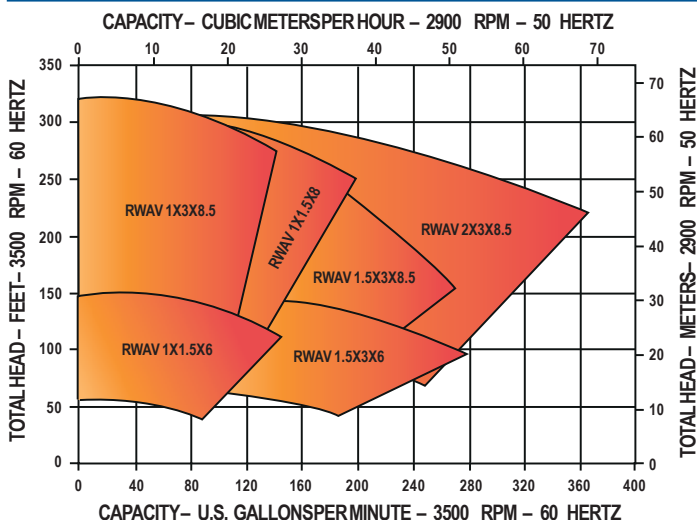 CAPACITY – CUBIC METERSPER HOUR – 2900 RPM – 50 HERTZ
0 10 20 30 40 50 60 70
TOTAL HEAD – FEET – 3500 RPM – 60 HERTZ
350
300
250
200
150
100
50
0
70
60
50
40
30
20
10
0
TOTAL HEAD – METERS – 2900 RPM – 50 HERTZ
RWAV 1X3X8.5
RWAV 1X1.5X8
RWAV 2X3X8.5
RWAV 1.5X3X8.5
RWAV 1X1.5X6
RWAV 1.5X3X6
0 40 80 120 160 200 240 280 320 360 400
CAPACITY – U.S. GALLONSPER MINUTE – 3500 RPM – 60 HERTZ